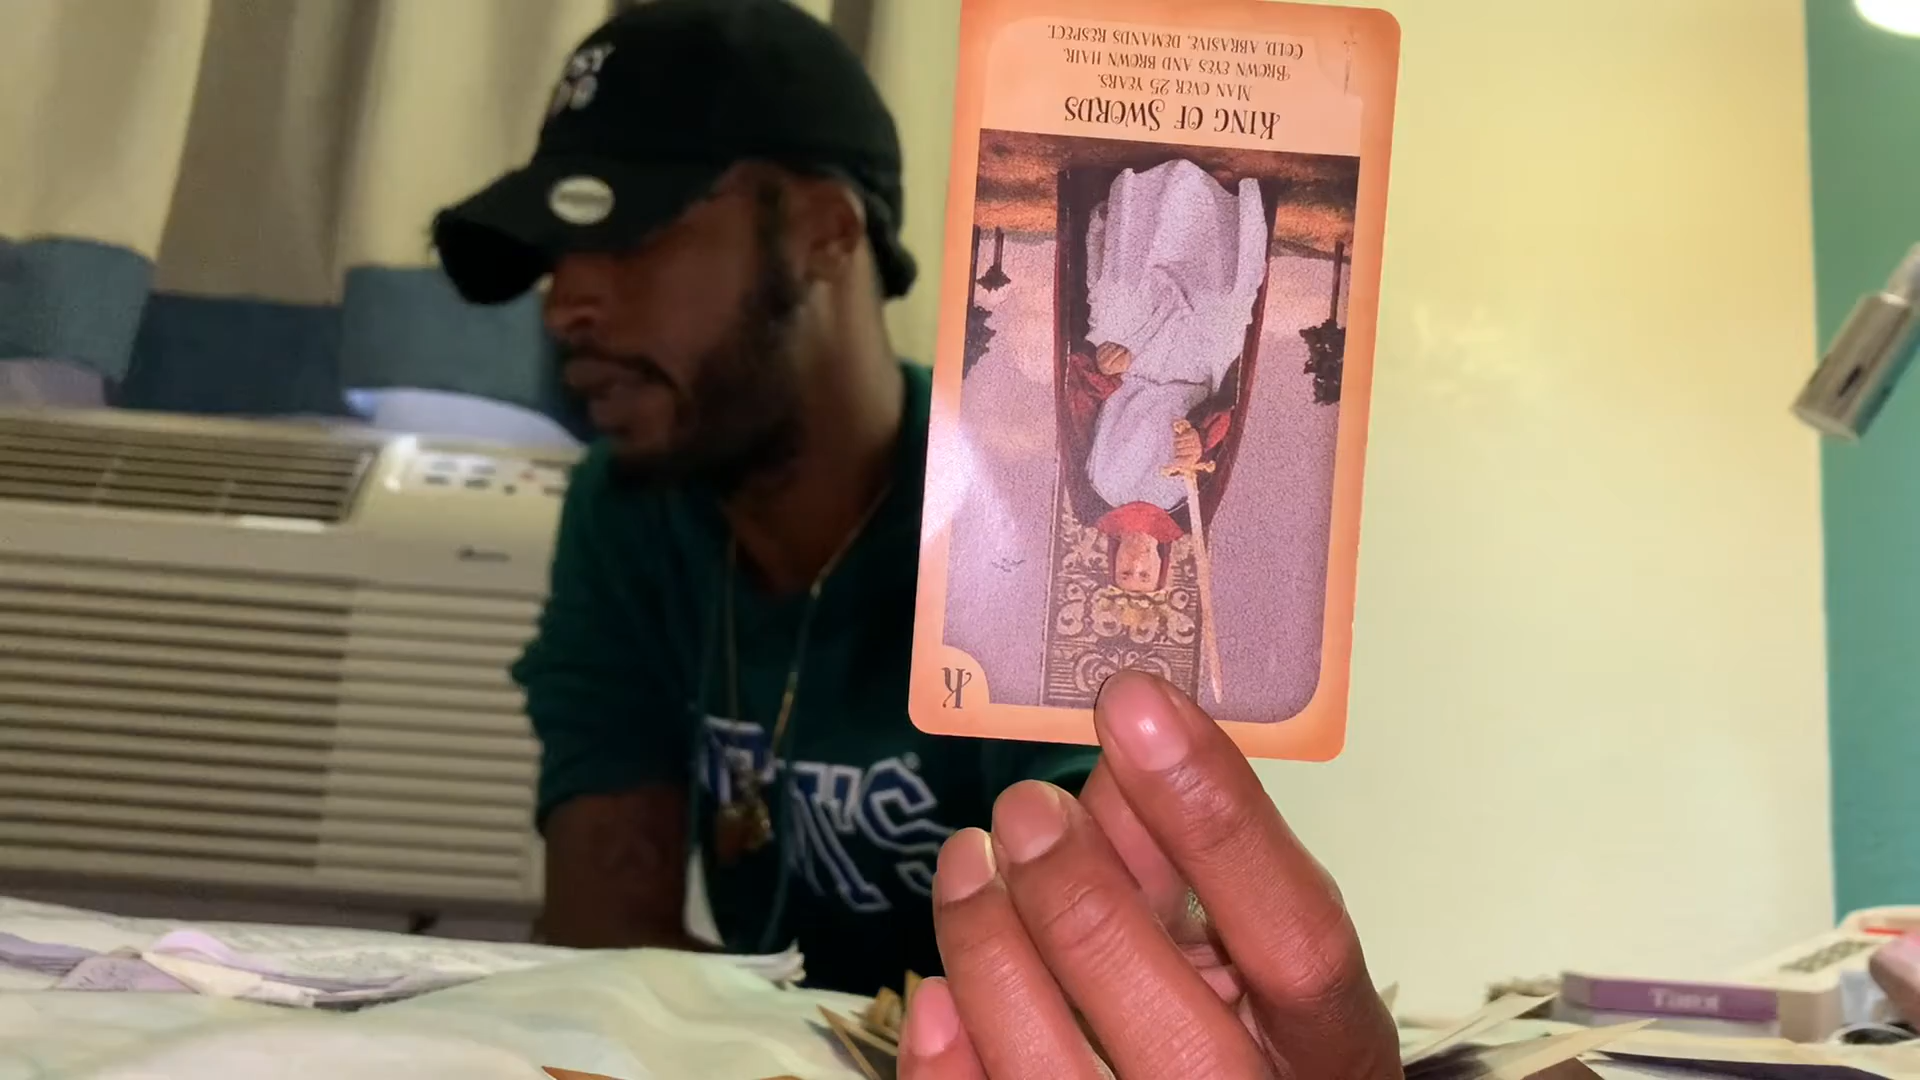 King of Swords
Man over 25 years.
Brown eyes and brown hair.
Cold, abrasive, demands respect.
K
Tarot